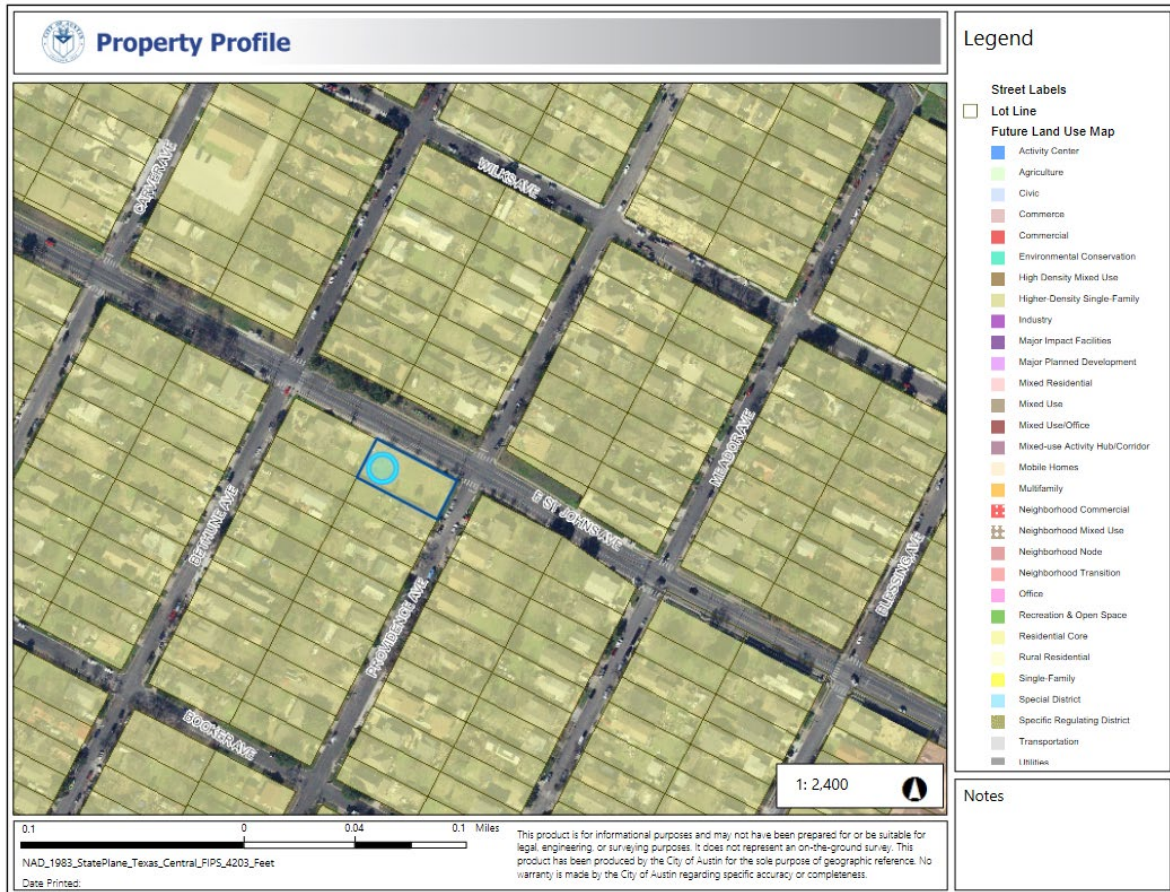 CITY OF AUSTIN
Property Profile
CARVER AVE
WILKS AVE
BETHUNE AVE
MEADOR AVE
E ST JOHNS AVE
BLESSING AVE
PROVIDENCE AVE
BOOKER AVE
1: 2,400
0.1 0 0.04 0.1 Miles
NAD_1983_StatePlane_Texas_Central_FIPS_4203_Feet
Date Printed:
This product is for informational purposes and may not have been prepared for or be suitable for
legal, engineering, or surveying purposes. It does not represent an on-the-ground survey. This
product has been produced by the City of Austin for the sole purpose of geographic reference. No
warranty is made by the City of Austin regarding specific accuracy or completeness.
Legend
Street Labels
Lot Line
Future Land Use Map
Activity Center
Agriculture
Civic
Commerce
Commercial
Environmental Conservation
High Density Mixed Use
Higher-Density Single-Family
Industry
Major Impact Facilities
Major Planned Development
Mixed Residential
Mixed Use
Mixed Use/Office
Mixed-use Activity Hub/Corridor
Mobile Homes
Multifamily
Neighborhood Commercial
Neighborhood Mixed Use
Neighborhood Node
Neighborhood Transition
Office
Recreation & Open Space
Residential Core
Rural Residential
Single-Family
Special District
Specific Regulating District
Transportation
Utilities
Notes